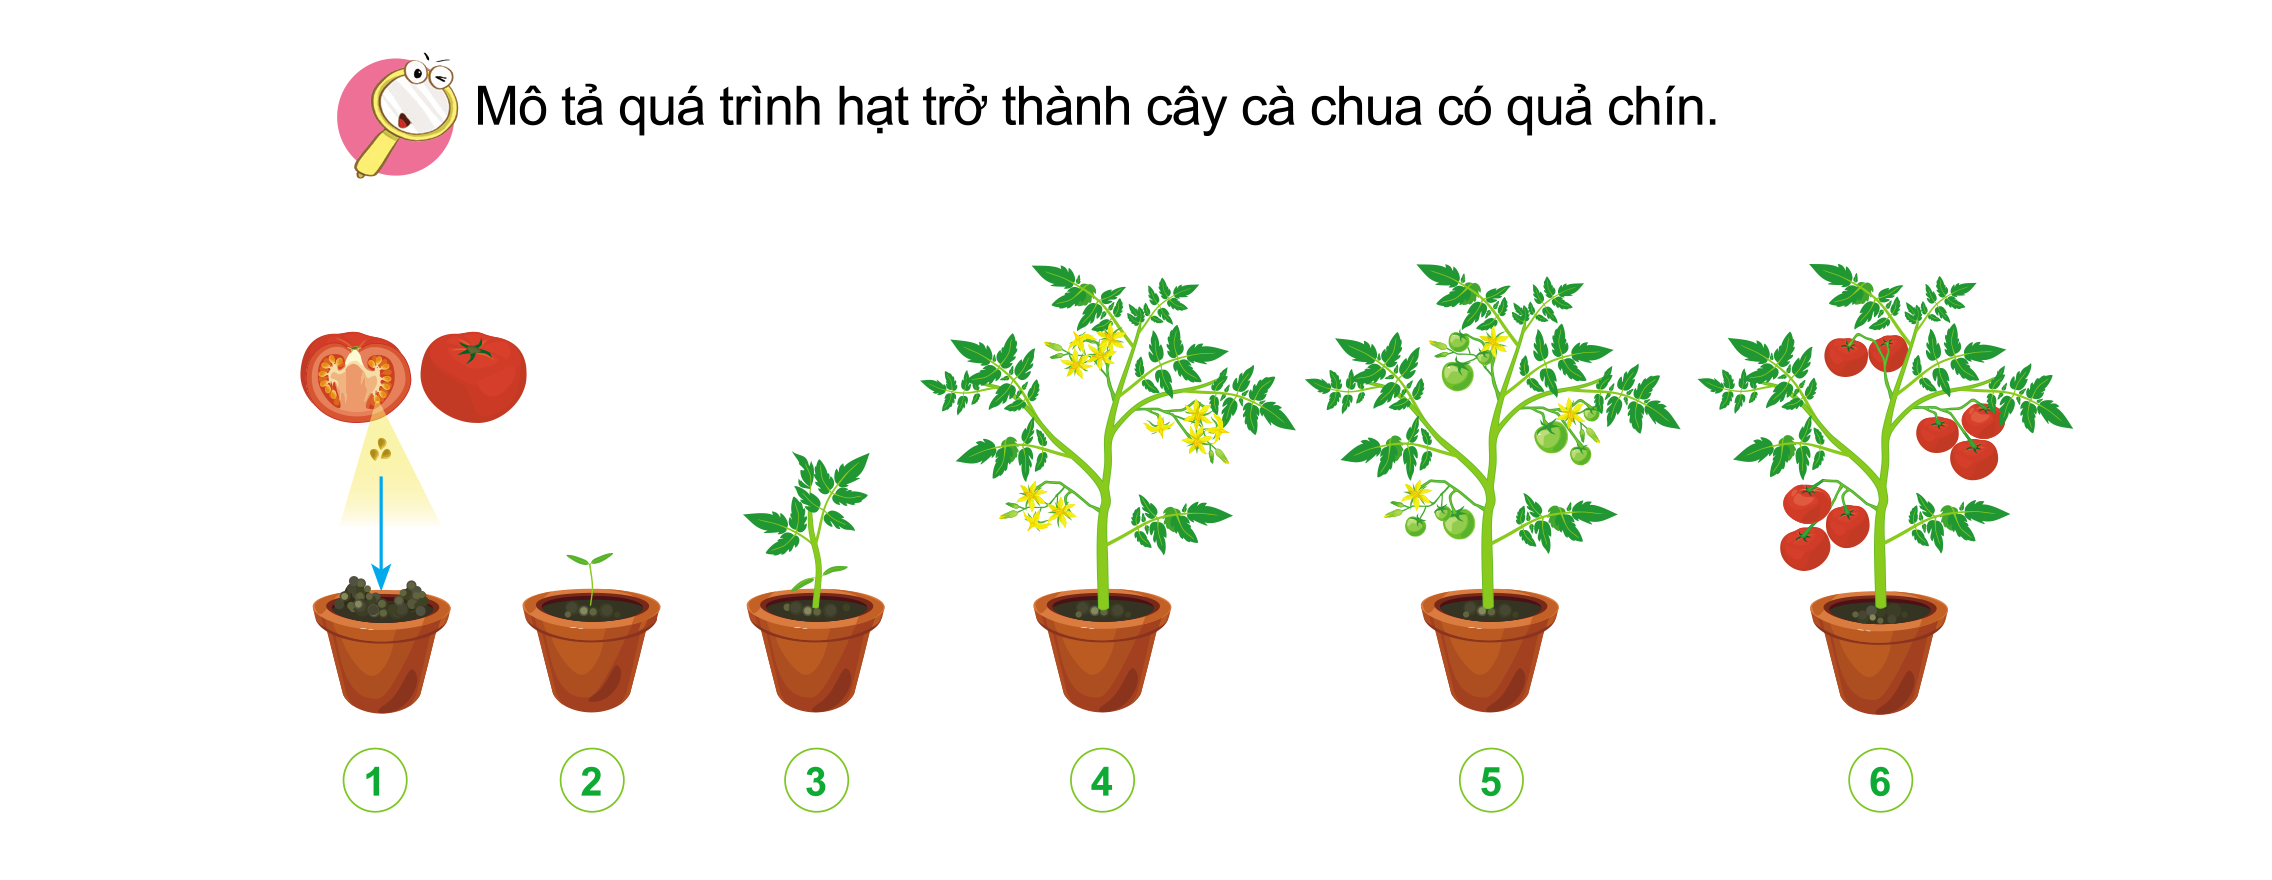 Mô tả quá trình hạt trở thành cây cà chua có quả chín.
1 2 3 4 5 6